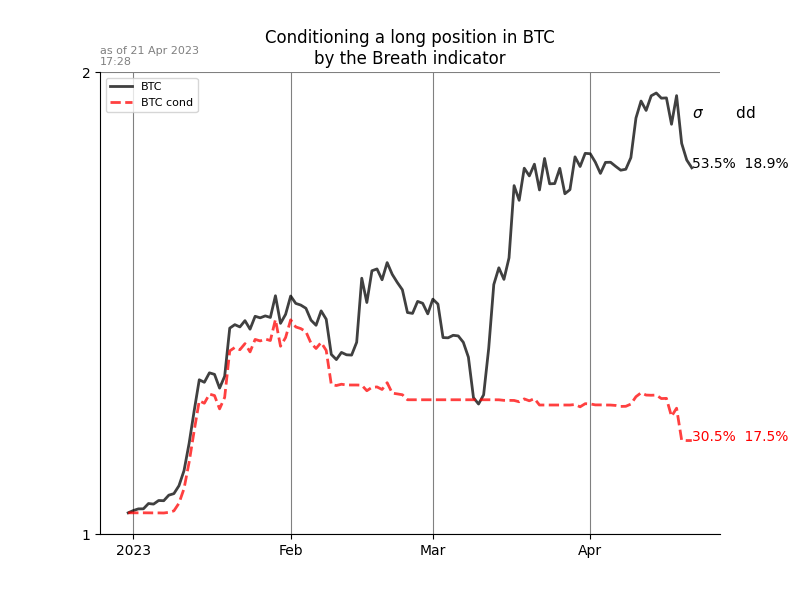 Conditioning a long position in BTC
by the Breath indicator
as of 21 Apr 2023
17:28
2
BTC
BTC cond
σ dd
53.5% 18.9%
30.5% 17.5%
1
2023 Feb Mar Apr